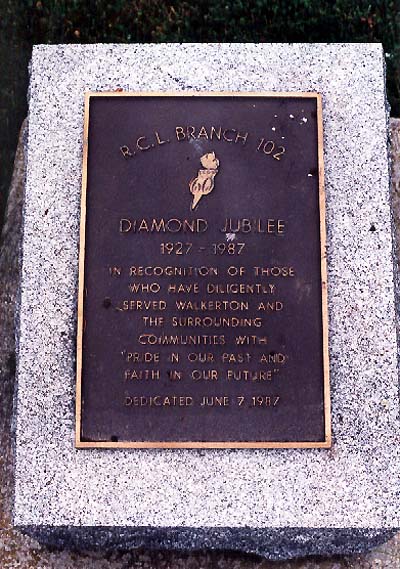 R.C.L. BRANCH 102
60
DIAMOND JUBILEE
1927 - 1987
IN RECOGNITION OF THOSE
WHO HAVE DILIGENTLY
SERVED WALKERTON AND
THE SURROUNDING
COMMUNITIES WITH
"PRIDE IN OUR PAST AND
FAITH IN OUR FUTURE"
DEDICATED JUNE 7 1987